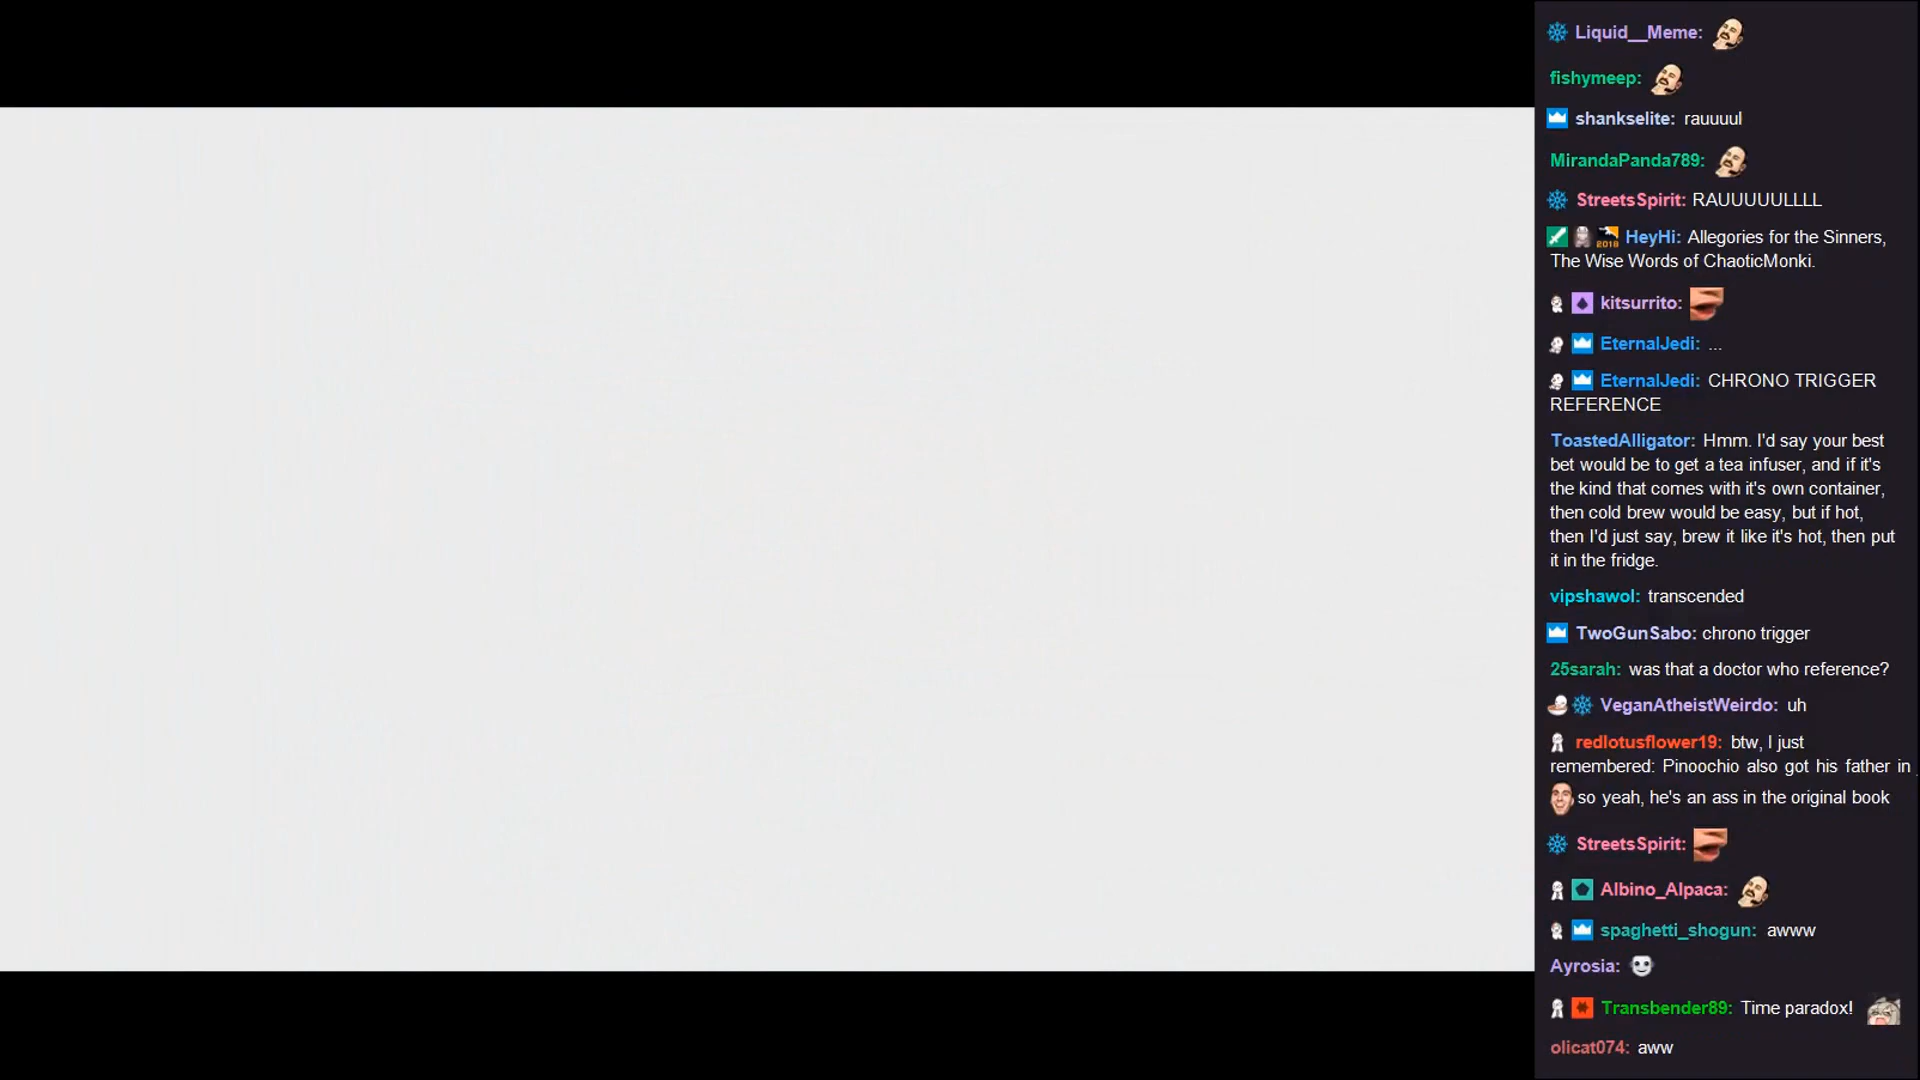 Liquid__Meme:
fishymeep:
shankselite: rauuuul
MirandaPanda789:
StreetsSpirit: RAUUUUULLLL
2018 HeyHi: Allegories for the Sinners,
The Wise Words of ChaoticMonki.
kitsurrito:
EternalJedi: ...
EternalJedi: CHRONO TRIGGER
REFERENCE
ToastedAlligator: Hmm. I'd say your best
bet would be to get a tea infuser, and if it's
the kind that comes with it's own container,
then cold brew would be easy, but if hot,
then I'd just say, brew it like it's hot, then put
it in the fridge.
vipshawol: transcended
TwoGunSabo: chrono trigger
25sarah: was that a doctor who reference?
VeganAtheistWeirdo: uh
redlotusflower19: btw, I just
remembered: Pinoochio also got his father in
so yeah, he's an ass in the original book
StreetsSpirit:
Albino_Alpaca:
spaghetti_shogun: awww
Ayrosia:
Transbender89: Time paradox!
olicat074: aww